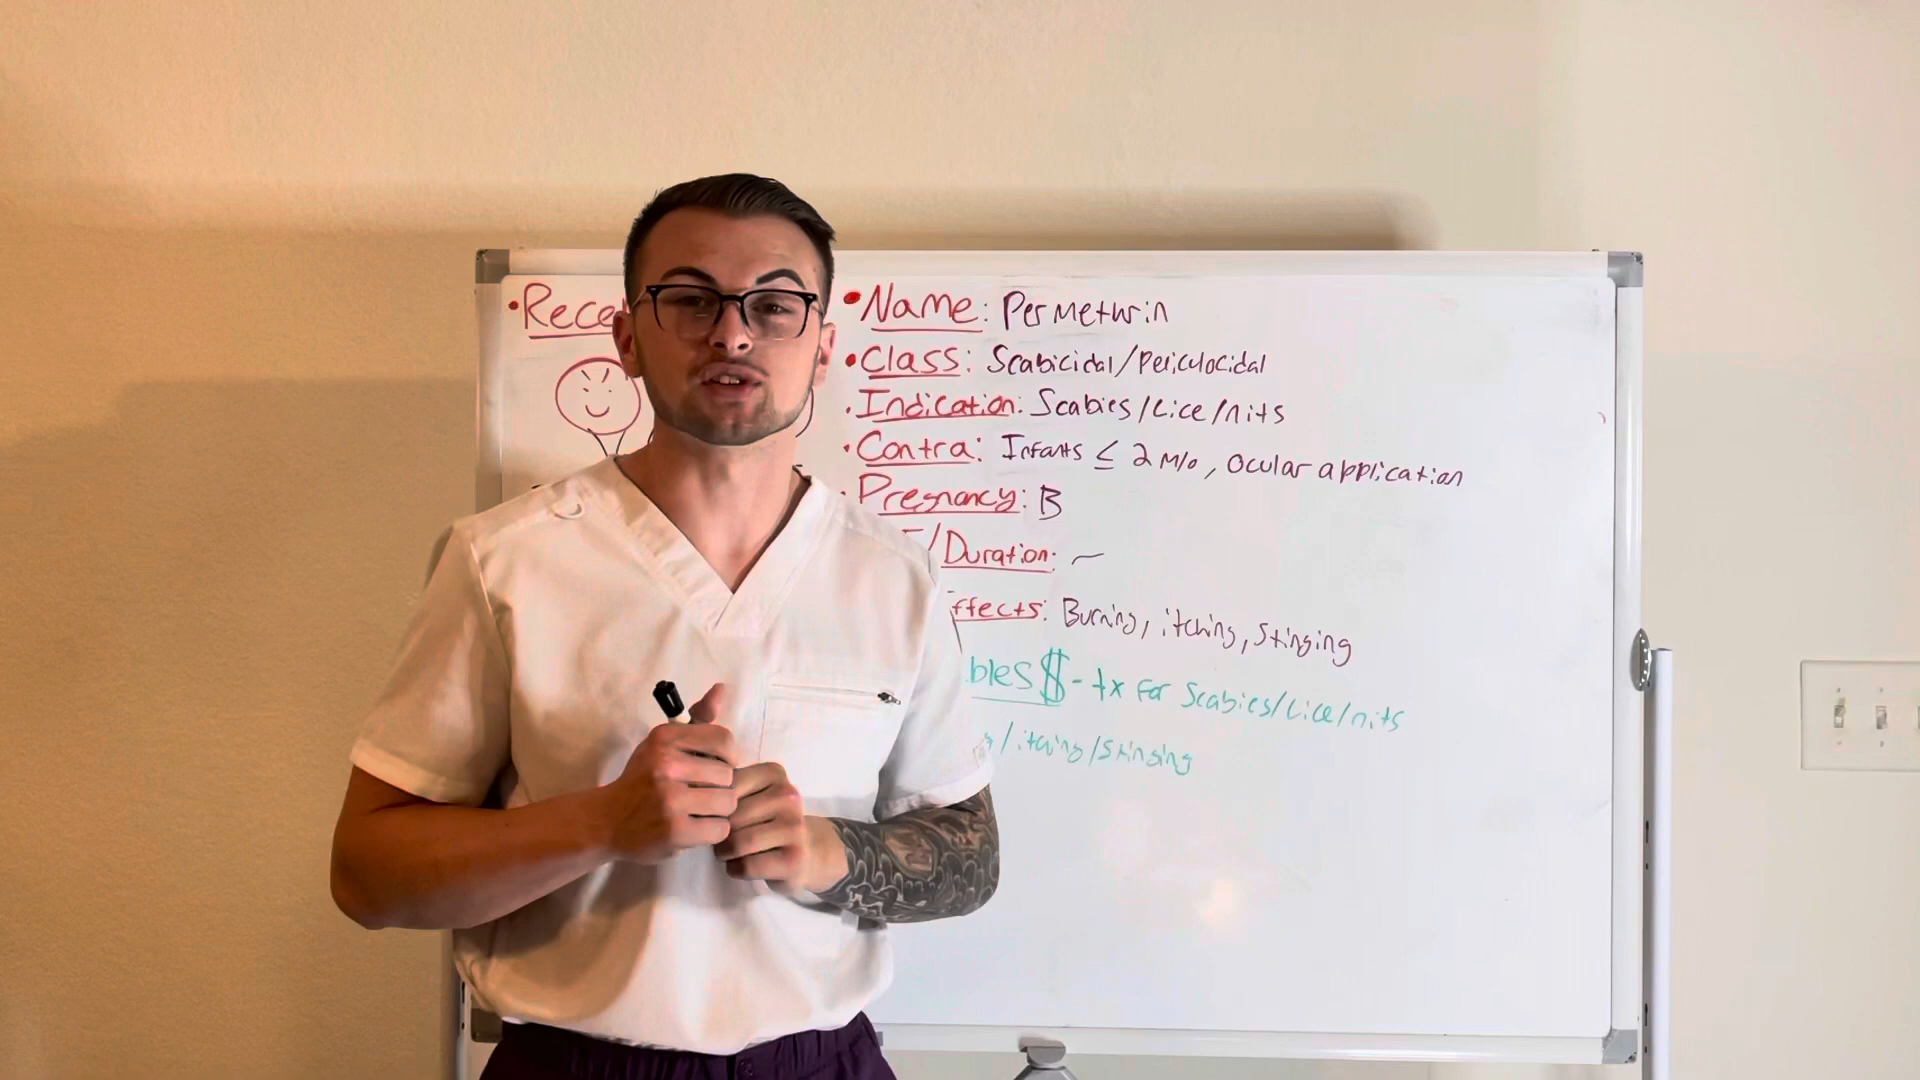 •Rece
•Name: Permethrin
•Class: Scabicidal/Periculocidal
•Indication: Scabies/Lice/nits
•Contra: Infants ≤ 2 m/o, Ocular application
•Pregnancy: B
/Duration: ~
ffects: Burning, itching, Stinging
bles $ - tx for Scabies/Lice/nits
/itching/Stinging